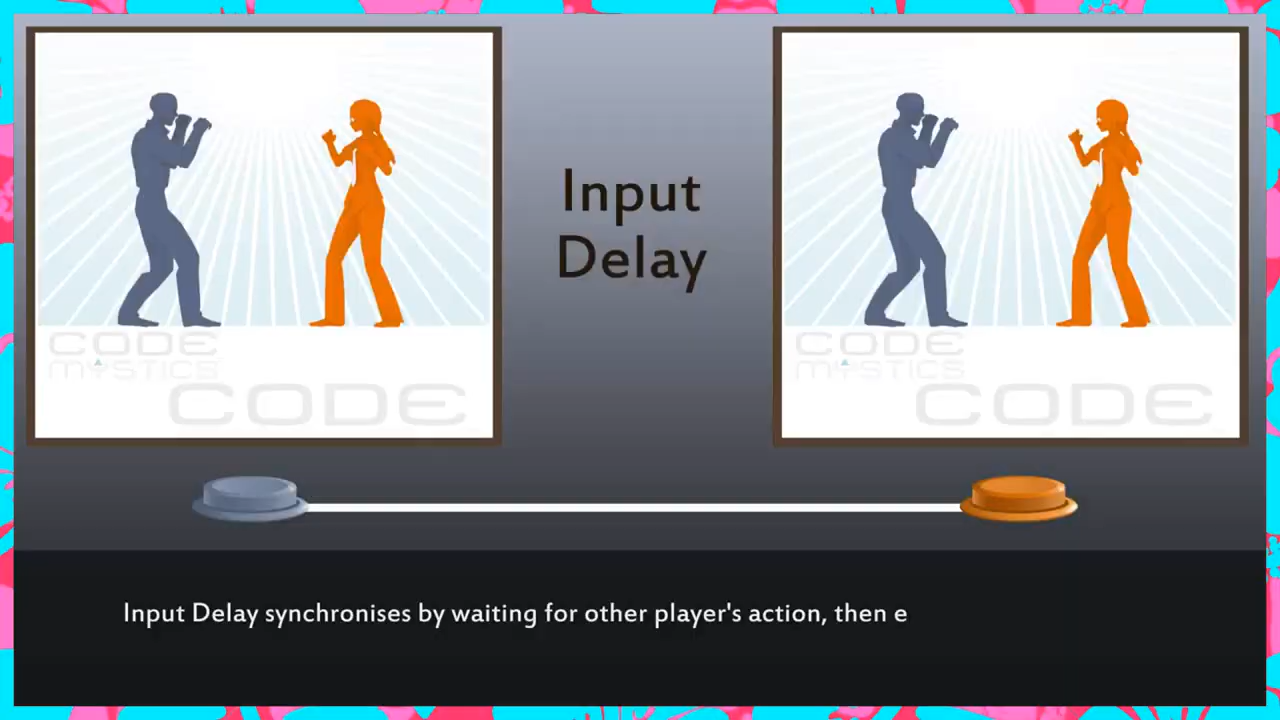 Input
Delay
CODE
MYSTICS
CODE
CODE
MYSTICS
CODE
Input Delay synchronises by waiting for other player's action, then e